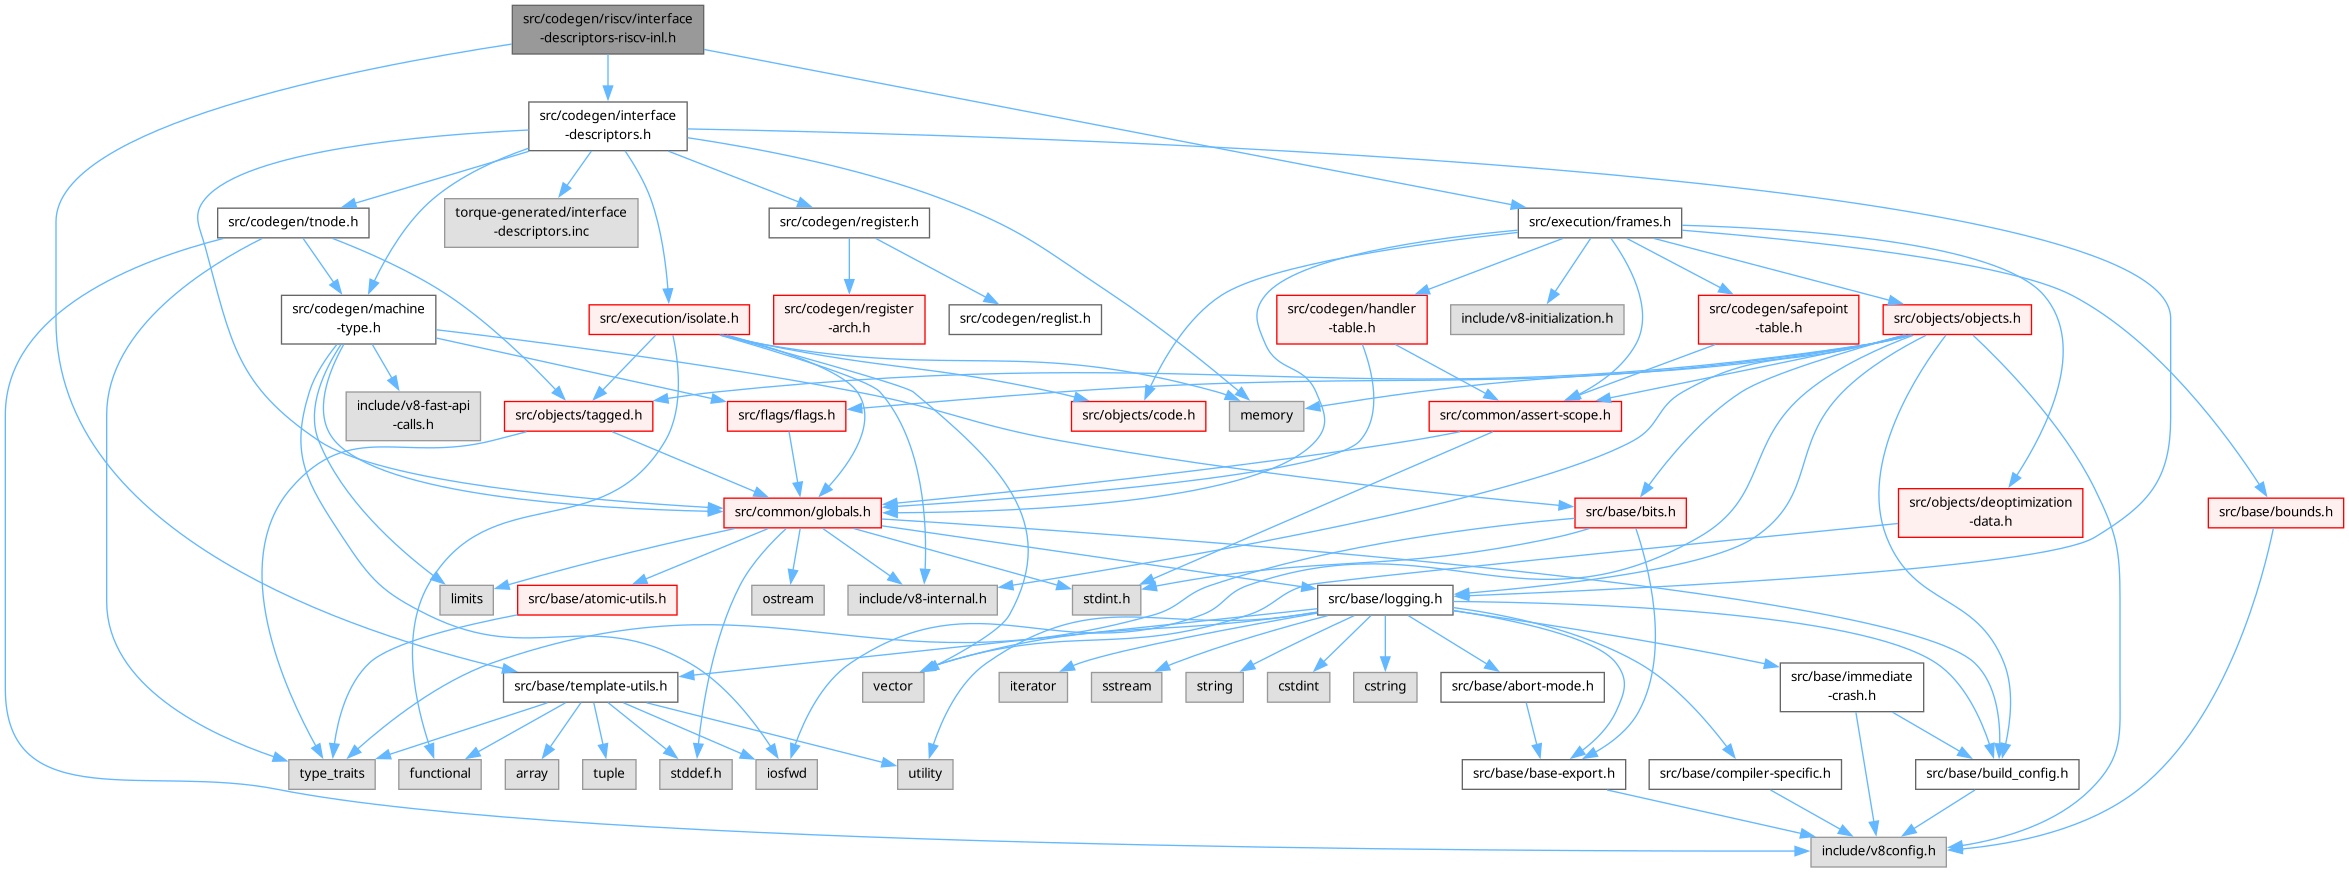 src/codegen/riscv/interface
-descriptors-riscv-inl.h
src/codegen/interface
-descriptors.h
src/codegen/tnode.h
torque-generated/interface
-descriptors.inc
src/codegen/register.h
src/execution/frames.h
src/codegen/machine
-type.h
src/execution/isolate.h
src/codegen/register
-arch.h
src/codegen/reglist.h
src/codegen/handler
-table.h
include/v8-initialization.h
src/codegen/safepoint
-table.h
src/objects/objects.h
include/v8-fast-api
-calls.h
src/objects/tagged.h
src/flags/flags.h
src/objects/code.h
memory
src/common/assert-scope.h
src/common/globals.h
src/base/bits.h
src/objects/deoptimization
-data.h
src/base/bounds.h
limits
src/base/atomic-utils.h
ostream
include/v8-internal.h
stdint.h
src/base/logging.h
src/base/template-utils.h
vector
iterator
sstream
string
cstdint
cstring
src/base/abort-mode.h
src/base/immediate
-crash.h
type_traits
functional
array
tuple
stddef.h
iosfwd
utility
src/base/base-export.h
src/base/compiler-specific.h
src/base/build_config.h
include/v8config.h